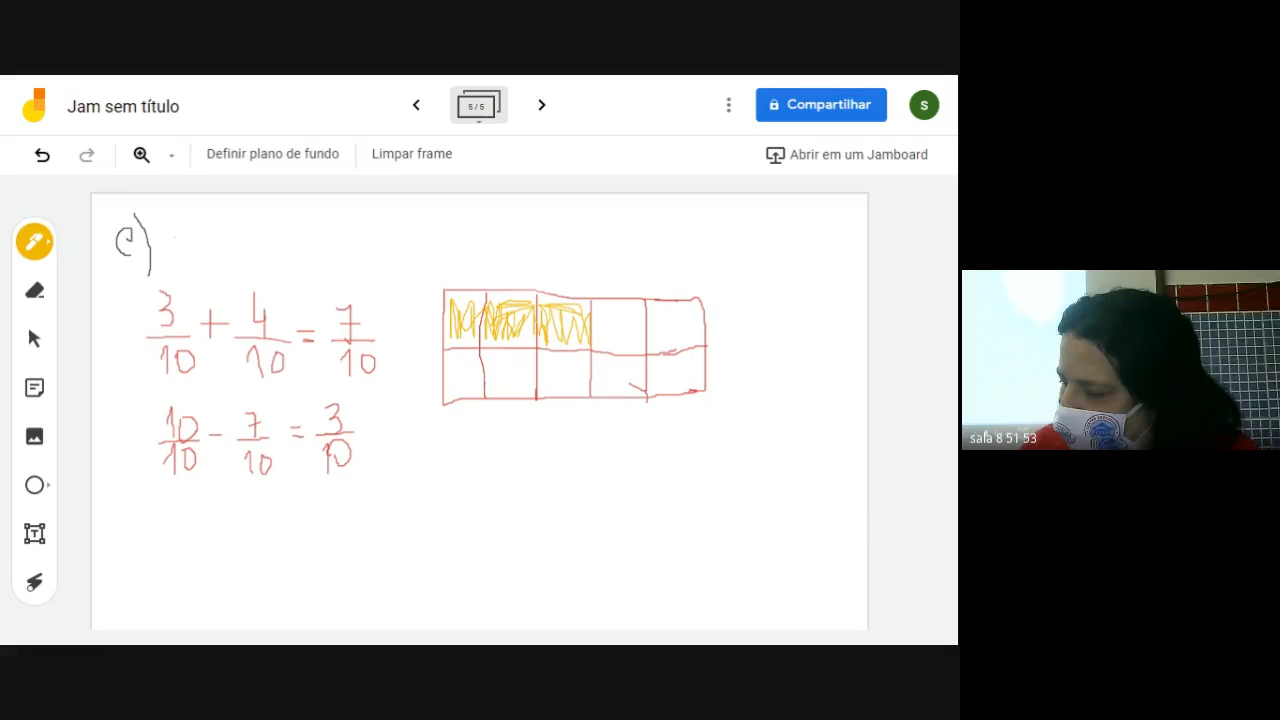 Jam sem título
5 / 5
Compartilhar
S
Definir plano de fundo
Limpar frame
Abrir em um Jamboard
e)
3/10 + 4/10 = 7/10
10/10 - 7/10 = 3/10
T
sala 8 51 53